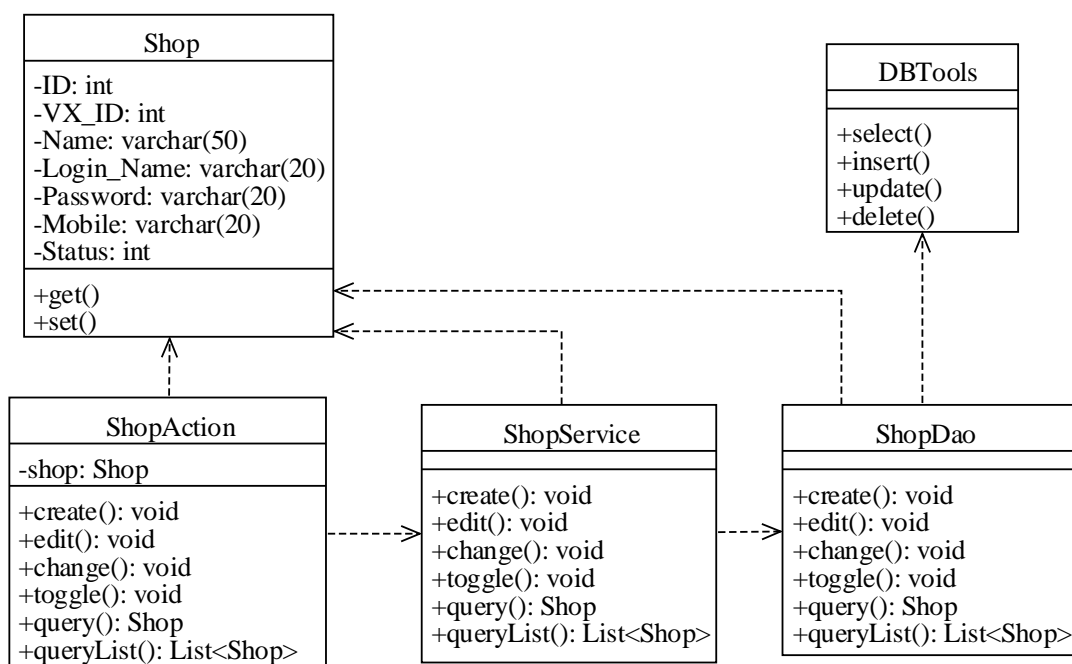 Shop
-ID: int
-VX_ID: int
-Name: varchar(50)
-Login_Name: varchar(20)
-Password: varchar(20)
-Mobile: varchar(20)
-Status: int
+get()
+set()
DBTools
+select()
+insert()
+update()
+delete()
ShopAction
-shop: Shop
+create(): void
+edit(): void
+change(): void
+toggle(): void
+query(): Shop
+queryList(): List<Shop>
ShopService
+create(): void
+edit(): void
+change(): void
+toggle(): void
+query(): Shop
+queryList(): List<Shop>
ShopDao
+create(): void
+edit(): void
+change(): void
+toggle(): void
+query(): Shop
+queryList(): List<Shop>